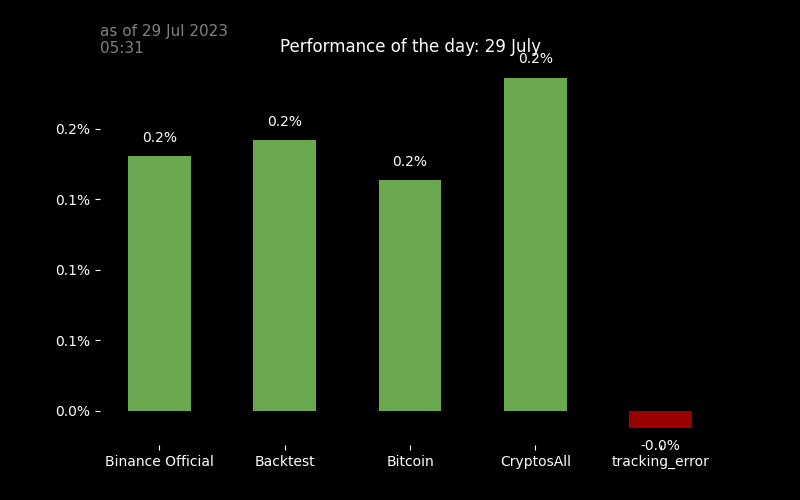 as of 29 Jul 2023
05:31
Performance of the day: 29 July
0.2%
0.2%
0.2%
0.2%
-0.0%
0.2%
0.1%
0.1%
0.1%
0.0%
Binance Official
Backtest
Bitcoin
CryptosAll
tracking_error